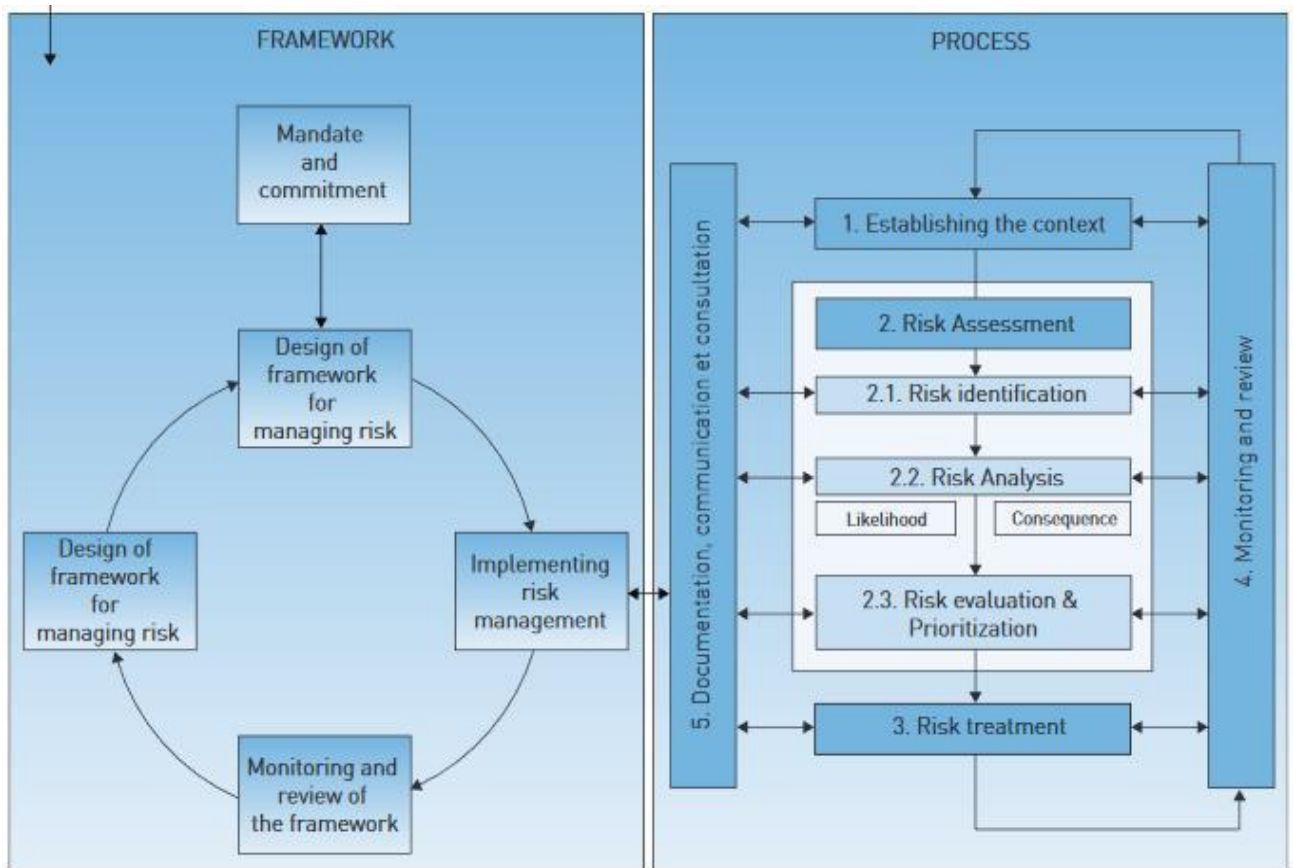 FRAMEWORK
Mandate
and
commitment
Design of
framework
for
managing risk
Design of
framework
for
managing risk
Implementing
risk
management
Monitoring and
review of
the framework
PROCESS
5. Documentation, communication et consultation
1. Establishing the context
2. Risk Assessment
2.1. Risk identification
2.2. Risk Analysis
Likelihood
Consequence
2.3. Risk evaluation &
Prioritization
3. Risk treatment
4. Monitoring and review